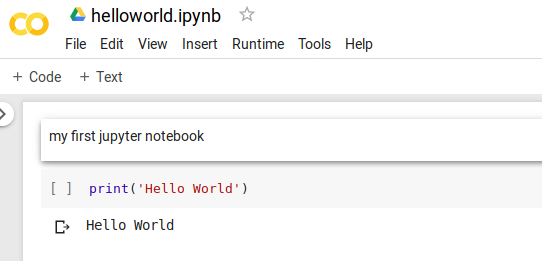 helloworld.ipynb
File Edit View Insert Runtime Tools Help
+ Code + Text
my first jupyter notebook
[ ] print('Hello World')
Hello World